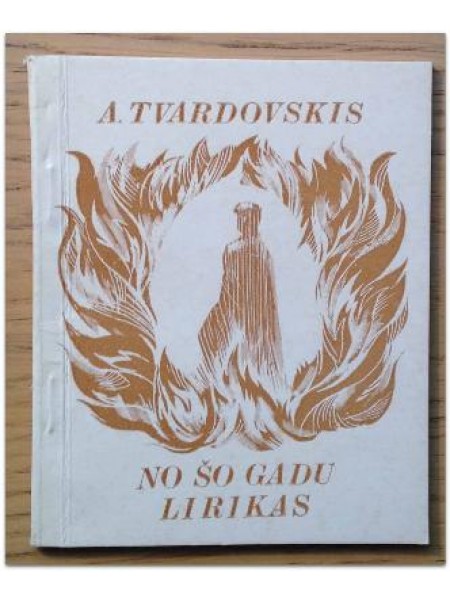 A. TVARDOVSKIS
NO ŠO GADU
LIRIKAS